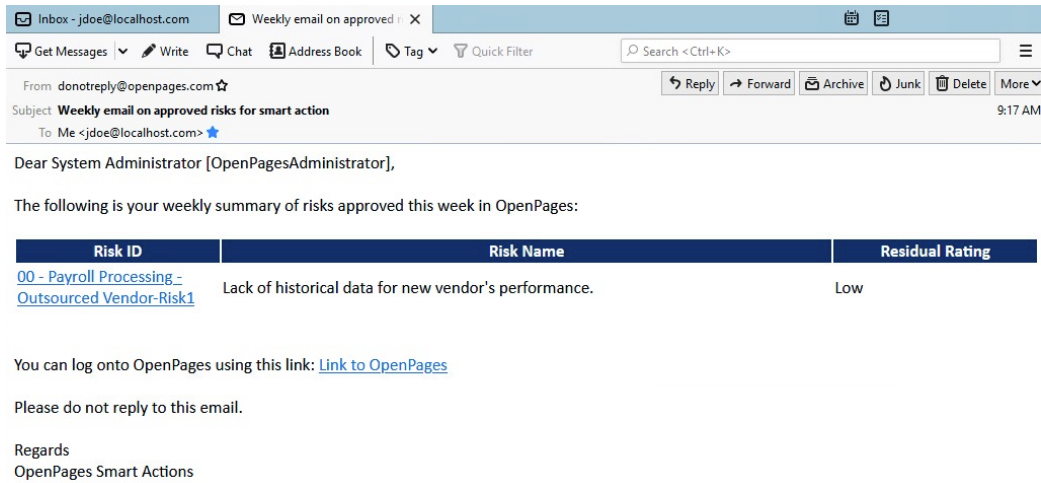 Inbox - jdoe@localhost.com
Weekly email on approved r
Get Messages
Write
Chat
Address Book
Tag
Quick Filter
Search <Ctrl+K>
From donotreply@openpages.com
Reply
Forward
Archive
Junk
Delete
More
Subject Weekly email on approved risks for smart action
9:17 AM
To Me <jdoe@localhost.com>
Dear System Administrator [OpenPagesAdministrator],
The following is your weekly summary of risks approved this week in OpenPages:
Risk ID
Risk Name
Residual Rating
00 - Payroll Processing -
Outsourced Vendor-Risk1
Lack of historical data for new vendor's performance.
Low
You can log onto OpenPages using this link: Link to OpenPages
Please do not reply to this email.
Regards
OpenPages Smart Actions